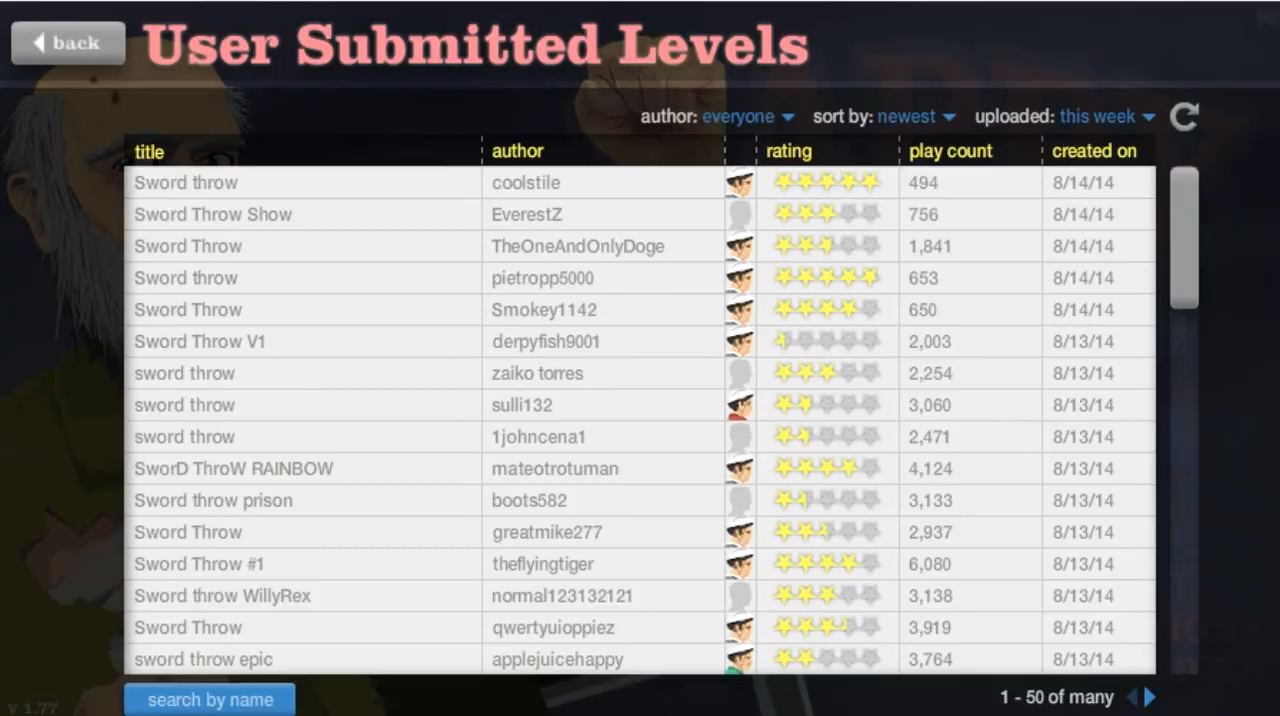 back
User Submitted Levels
author: everyone sort by: newest uploaded: this week
title author rating play count created on
Sword throw coolstile 494 8/14/14
Sword Throw Show EverestZ 756 8/14/14
Sword Throw TheOneAndOnlyDoge 1,841 8/14/14
Sword throw pietropp5000 653 8/14/14
Sword Throw Smokey1142 650 8/14/14
Sword Throw V1 derpyfish9001 2,003 8/14/14
sword throw zaiko torres 2,254 8/13/14
sword throw sulli132 3,060 8/13/14
sword throw 1johncena1 2,471 8/13/14
SworD ThroW RAINBOW mateotrotuman 4,124 8/13/14
Sword throw prison boots582 3,133 8/13/14
Sword Throw greatmike277 2,937 8/13/14
Sword Throw #1 theflyingtiger 6,080 8/13/14
Sword throw WillyRex normal123132121 3,138 8/13/14
Sword Throw qwertyuioppiez 3,919 8/13/14
sword throw epic applejuicehappy 3,764 8/13/14
search by name 1 - 50 of many
v 1.77